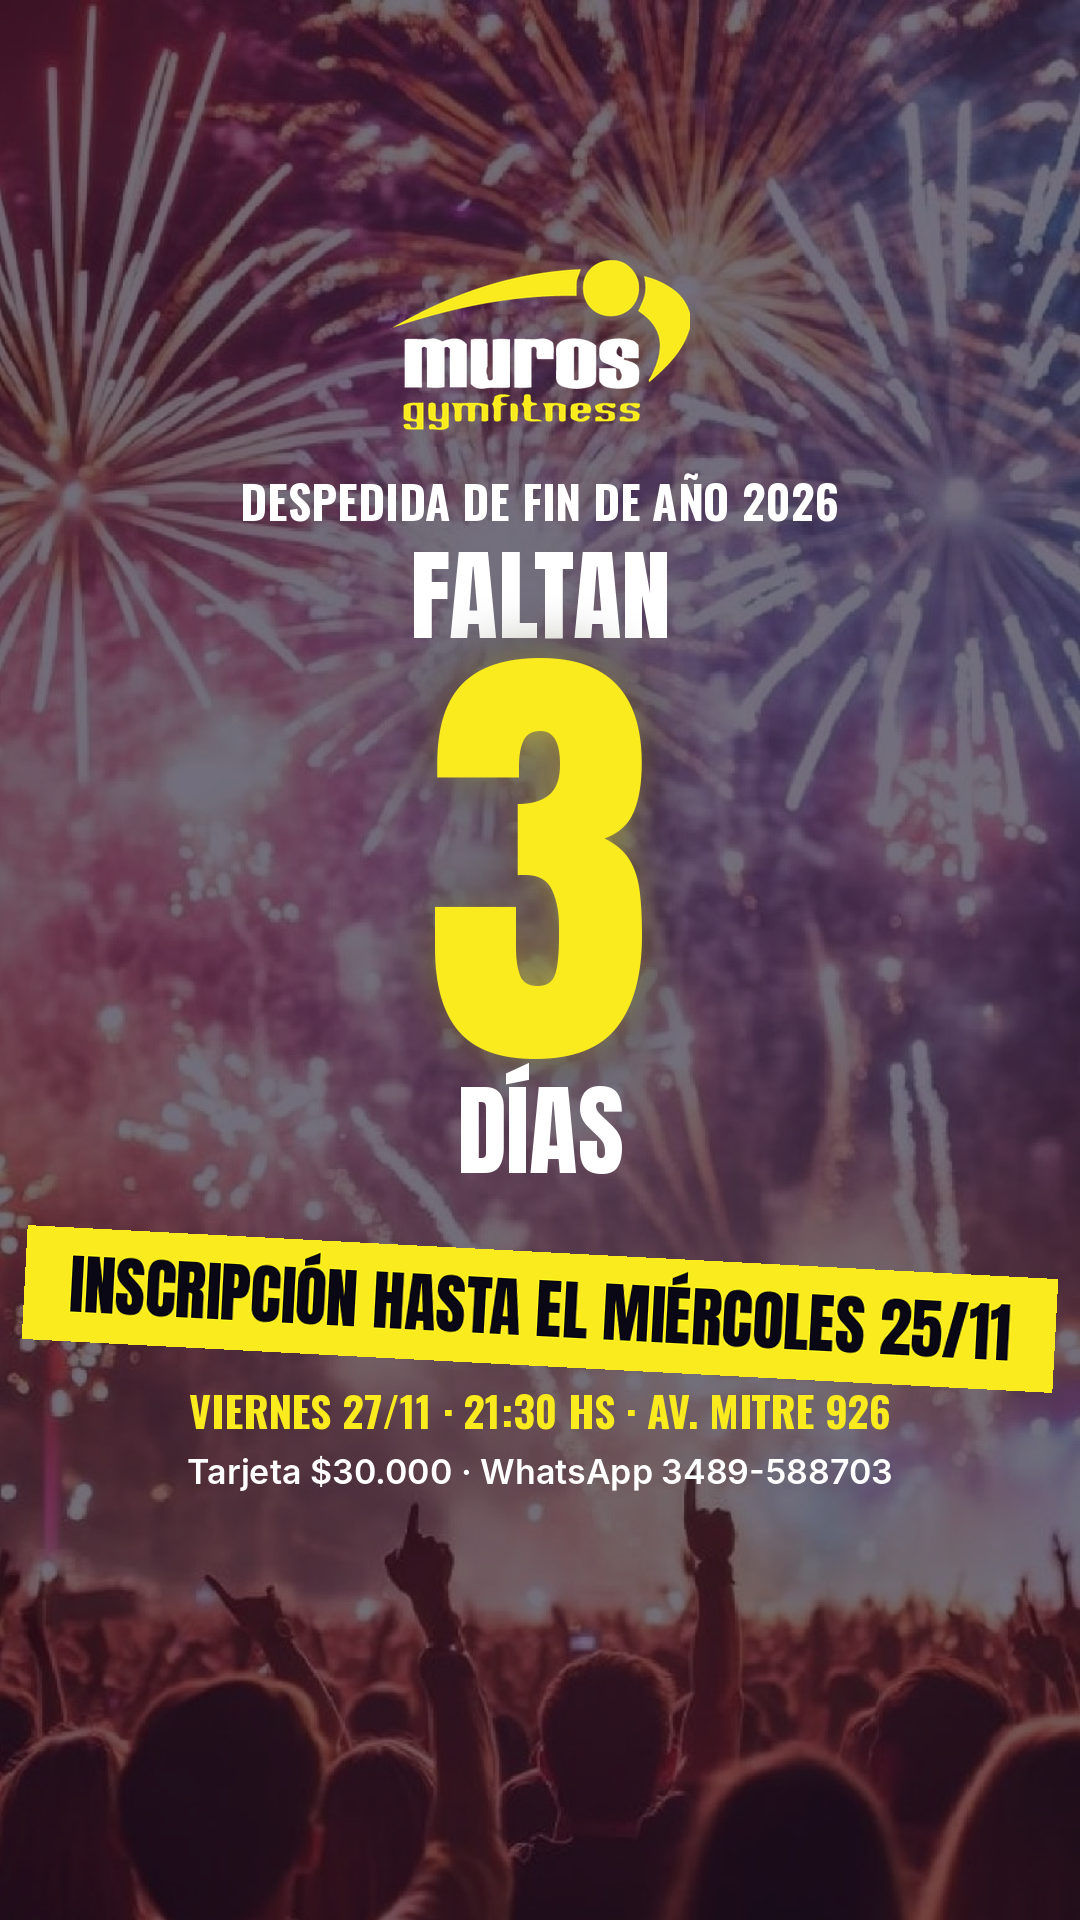 muros
gymfitness
DESPEDIDA DE FIN DE AÑO 2026
FALTAN
3
DÍAS
INSCRIPCIÓN HASTA EL MIÉRCOLES 25/11
VIERNES 27/11 · 21:30 HS · AV. MITRE 926
Tarjeta $30.000 · WhatsApp 3489-588703